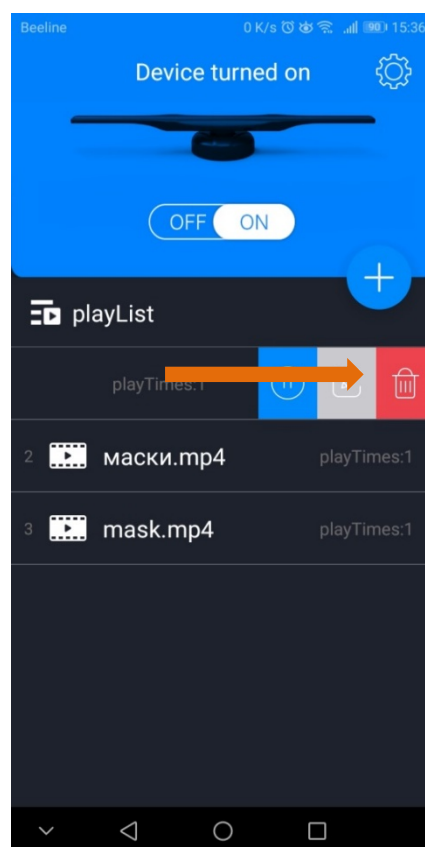 Beeline 0 K/s 90 15:36
Device turned on
OFF ON
playList
playTimes:1
2 маски.mp4 playTimes:1
3 mask.mp4 playTimes:1